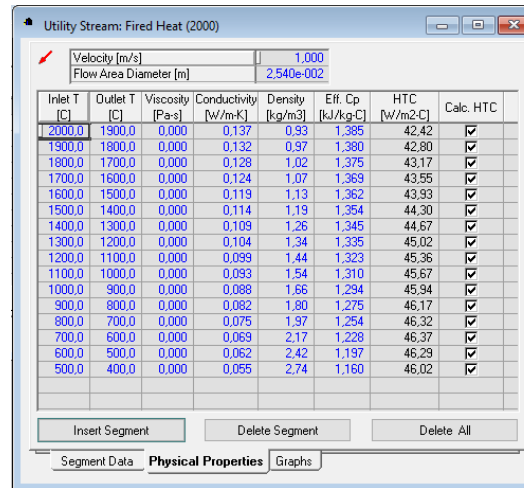 Utility Stream: Fired Heat (2000)
Velocity [m/s] 1,000
Flow Area Diameter [m] 2,540e-002
Inlet T Outlet T Viscosity Conductivity Density Eff. Cp HTC Calc. HTC
[C] [C] [Pa-s] [W/m-K] [kg/m3] [kJ/kg-C] [W/m2-C]
2000,0 1900,0 0,000 0,137 0,93 1,385 42,42
1900,0 1800,0 0,000 0,132 0,97 1,380 42,80
1800,0 1700,0 0,000 0,128 1,02 1,375 43,17
1700,0 1600,0 0,000 0,124 1,07 1,369 43,55
1600,0 1500,0 0,000 0,119 1,13 1,362 43,93
1500,0 1400,0 0,000 0,114 1,19 1,354 44,30
1400,0 1300,0 0,000 0,109 1,26 1,345 44,67
1300,0 1200,0 0,000 0,104 1,34 1,335 45,02
1200,0 1100,0 0,000 0,099 1,44 1,323 45,36
1100,0 1000,0 0,000 0,093 1,54 1,310 45,67
1000,0 900,0 0,000 0,088 1,66 1,294 45,94
900,0 800,0 0,000 0,082 1,80 1,275 46,17
800,0 700,0 0,000 0,075 1,97 1,254 46,32
700,0 600,0 0,000 0,069 2,17 1,228 46,37
600,0 500,0 0,000 0,062 2,42 1,197 46,29
500,0 400,0 0,000 0,055 2,74 1,160 46,02
Insert Segment Delete Segment Delete All
Segment Data Physical Properties Graphs